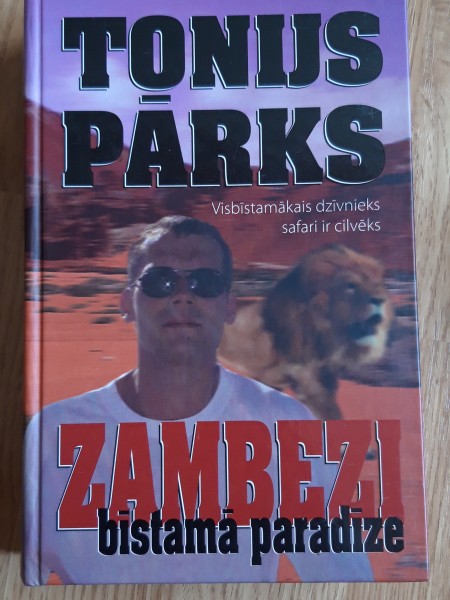 TONIJS
PĀRKS
Visbīstamākais dzīvnieks
safari ir cilvēks
ZAMBEZI
bīstamā paradīze